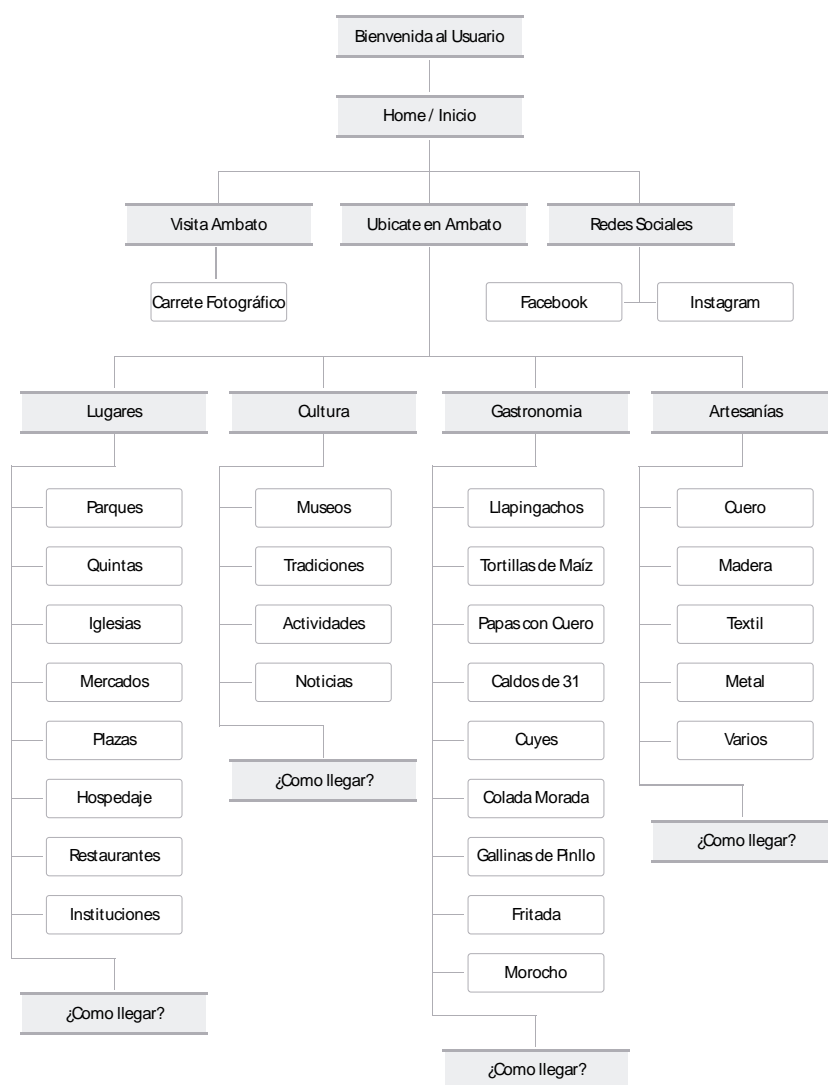 Bienvenida al Usuario
Home / Inicio
Visita Ambato
Ubicate en Ambato
Redes Sociales
Carrete Fotográfico
Facebook
Instagram
Lugares
Cultura
Gastronomia
Artesanías
Parques
Quintas
Iglesias
Mercados
Plazas
Hospedaje
Restaurantes
Instituciones
¿Como llegar?
Museos
Tradiciones
Actividades
Noticias
¿Como llegar?
Llapingachos
Tortillas de Maíz
Papas con Cuero
Caldos de 31
Cuyes
Colada Morada
Gallinas de Pinllo
Fritada
Morocho
¿Como llegar?
Cuero
Madera
Textil
Metal
Varios
¿Como llegar?